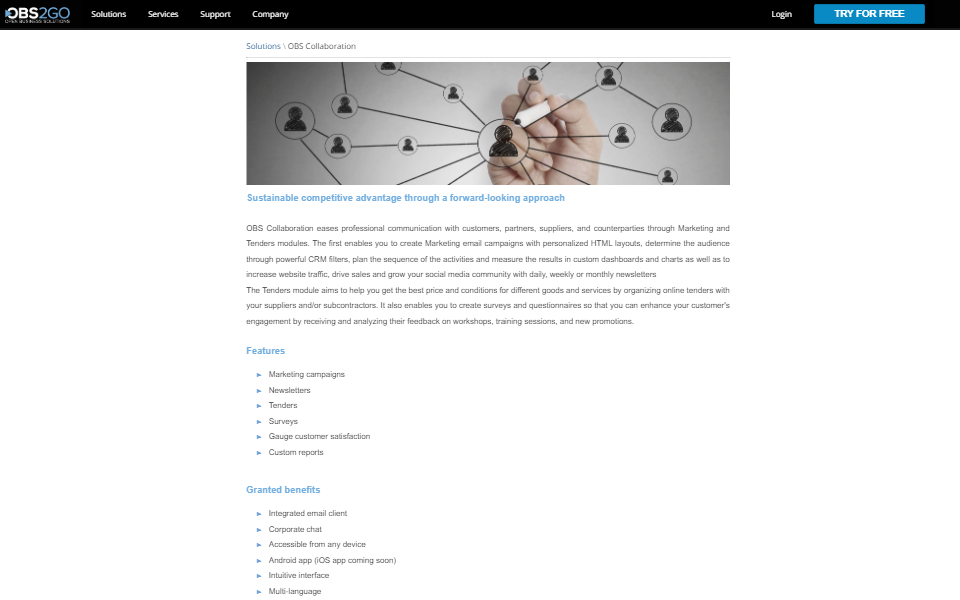 OBS2GO
OPEN BUSINESS SOLUTIONS
Solutions Services Support Company Login TRY FOR FREE
Solutions \ OBS Collaboration
Sustainable competitive advantage through a forward-looking approach
OBS Collaboration eases professional communication with customers, partners, suppliers, and counterparties through Marketing and
Tenders modules. The first enables you to create Marketing email campaigns with personalized HTML layouts, determine the audience
through powerful CRM filters, plan the sequence of the activities and measure the results in custom dashboards and charts as well as to
increase website traffic, drive sales and grow your social media community with daily, weekly or monthly newsletters
The Tenders module aims to help you get the best price and conditions for different goods and services by organizing online tenders with
your suppliers and/or subcontractors. It also enables you to create surveys and questionnaires so that you can enhance your customer's
engagement by receiving and analyzing their feedback on workshops, training sessions, and new promotions.
Features
Marketing campaigns
Newsletters
Tenders
Surveys
Gauge customer satisfaction
Custom reports
Granted benefits
Integrated email client
Corporate chat
Accessible from any device
Android app (iOS app coming soon)
Intuitive interface
Multi-language